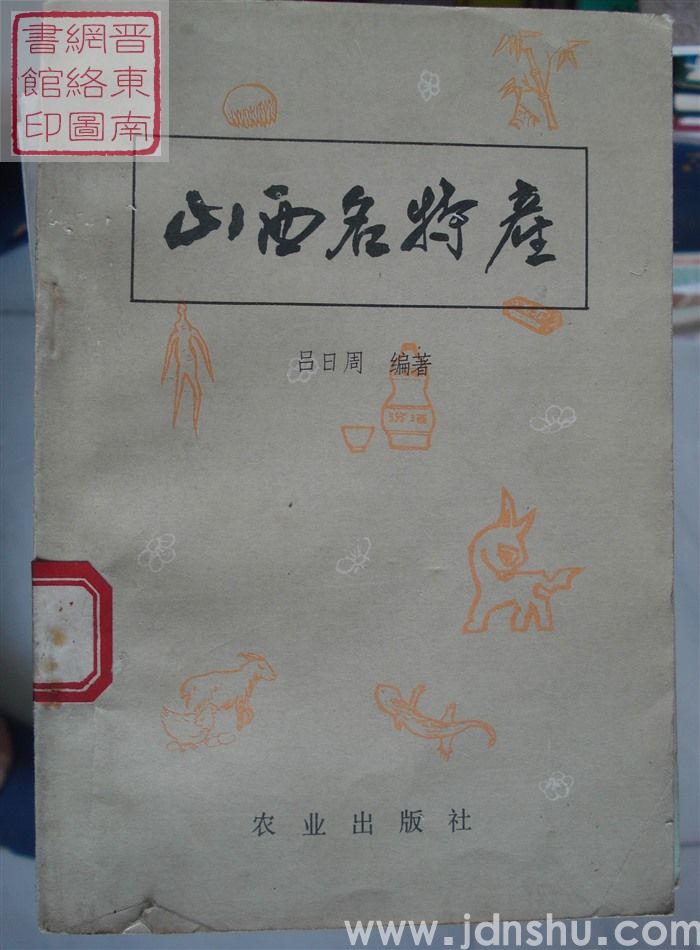 晋東南
網絡圖
書館印
山西名特產
吕日周 编著
汾酒
农业出版社
www.jdnshu.com